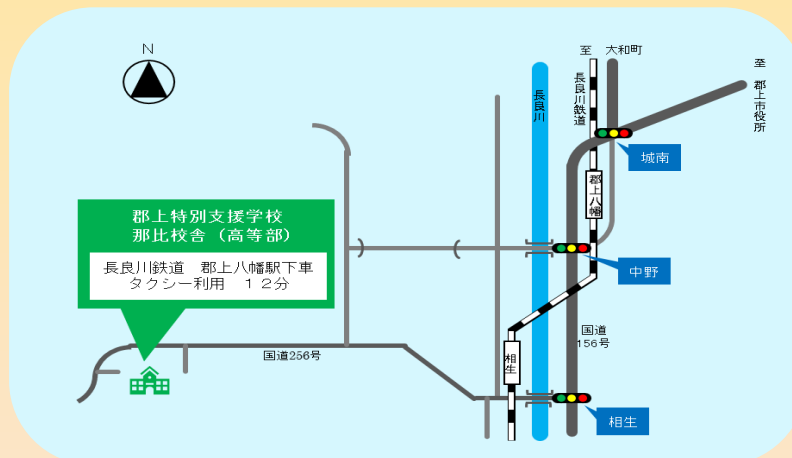 N
至 大和町
至 郡上市役所
長良川鉄道
長良川
城南
郡上八幡
郡上特別支援学校
那比校舎（高等部）
長良川鉄道 郡上八幡駅下車
タクシー利用 １２分
中野
国道
156号
国道256号
相生
相生